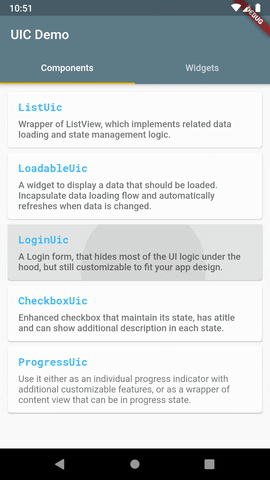 10:51
DEBUG
UIC Demo
Components
Widgets
ListUic
Wrapper of ListView, which implements related data
loading and state management logic.
LoadableUic
A widget to display a data that should be loaded.
Incapsulate data loading flow and automatically
refreshes when data is changed.
LoginUic
A Login form, that hides most of the UI logic under the
hood, but still customizable to fit your app design.
CheckboxUic
Enhanced checkbox that maintain its state, has atitle
and can show additional description in each state.
ProgressUic
Use it either as an individual progress indicator with
additional customizable features, or as a wrapper of
content view that can be in progress state.